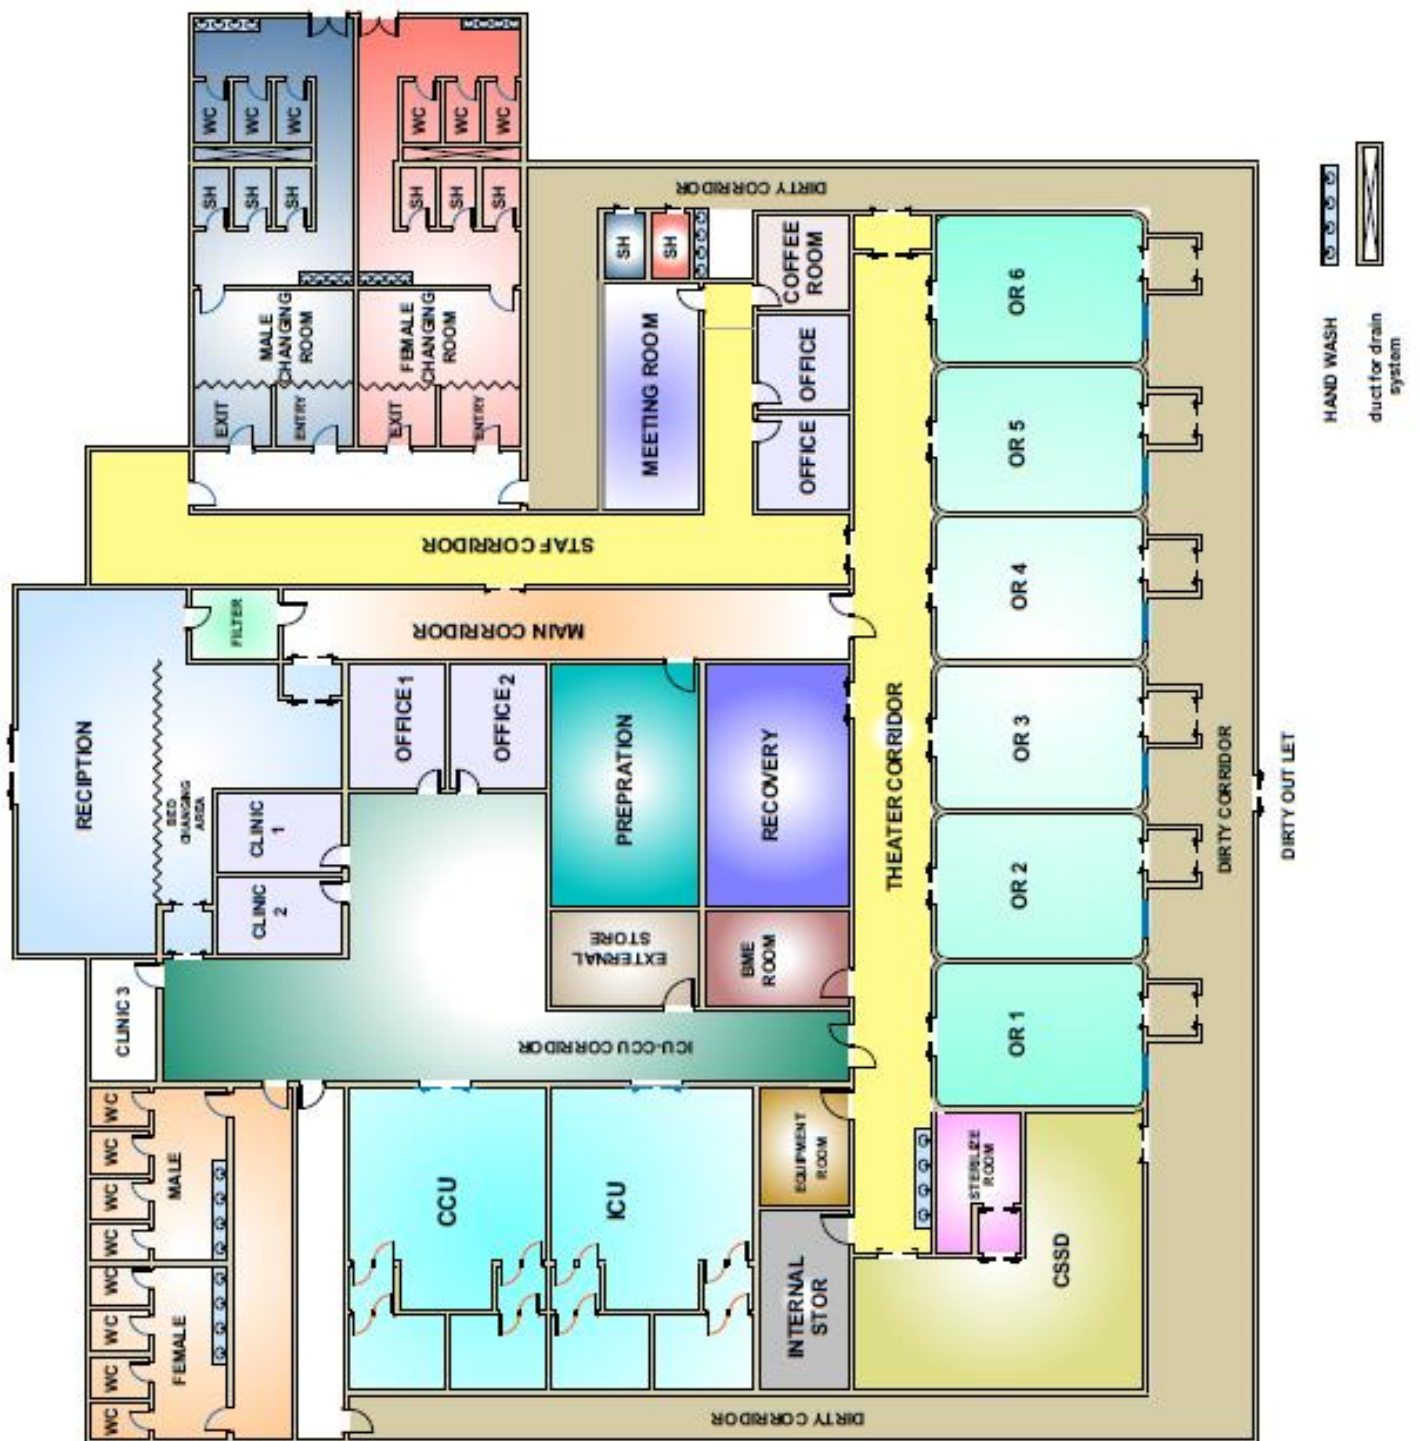 WC
WC
WC
WC
WC
WC
SH
SH
SH
SH
SH
SH
MALE
CHANGING
ROOM
FEMALE
CHANGING
ROOM
EXIT
ENTRY
EXIT
ENTRY
DIRTY CORRIDOR
SH
SH
COFFEE
ROOM
MEETING ROOM
OFFICE
OFFICE
STAF CORRIDOR
MAIN CORRIDOR
FILTER
RECIPTION
BED
CHANGING
AREA
OFFICE 1
OFFICE 2
CLINIC
1
CLINIC
2
CLINIC 3
PREPRATION
RECOVERY
EXTERNAL
STORE
BME
ROOM
THEATER CORRIDOR
OR 6
OR 5
OR 4
OR 3
OR 2
OR 1
ICU-CCU CORRIDOR
WC
WC
WC
WC
WC
WC
WC
WC
MALE
FEMALE
CCU
ICU
EQUIPMENT
ROOM
INTERNAL
STOR
STERILIZE
ROOM
CSSD
DIRTY CORRIDOR
DIRTY CORRIDOR
DIRTY OUT LET
HAND WASH
duct for drain
system